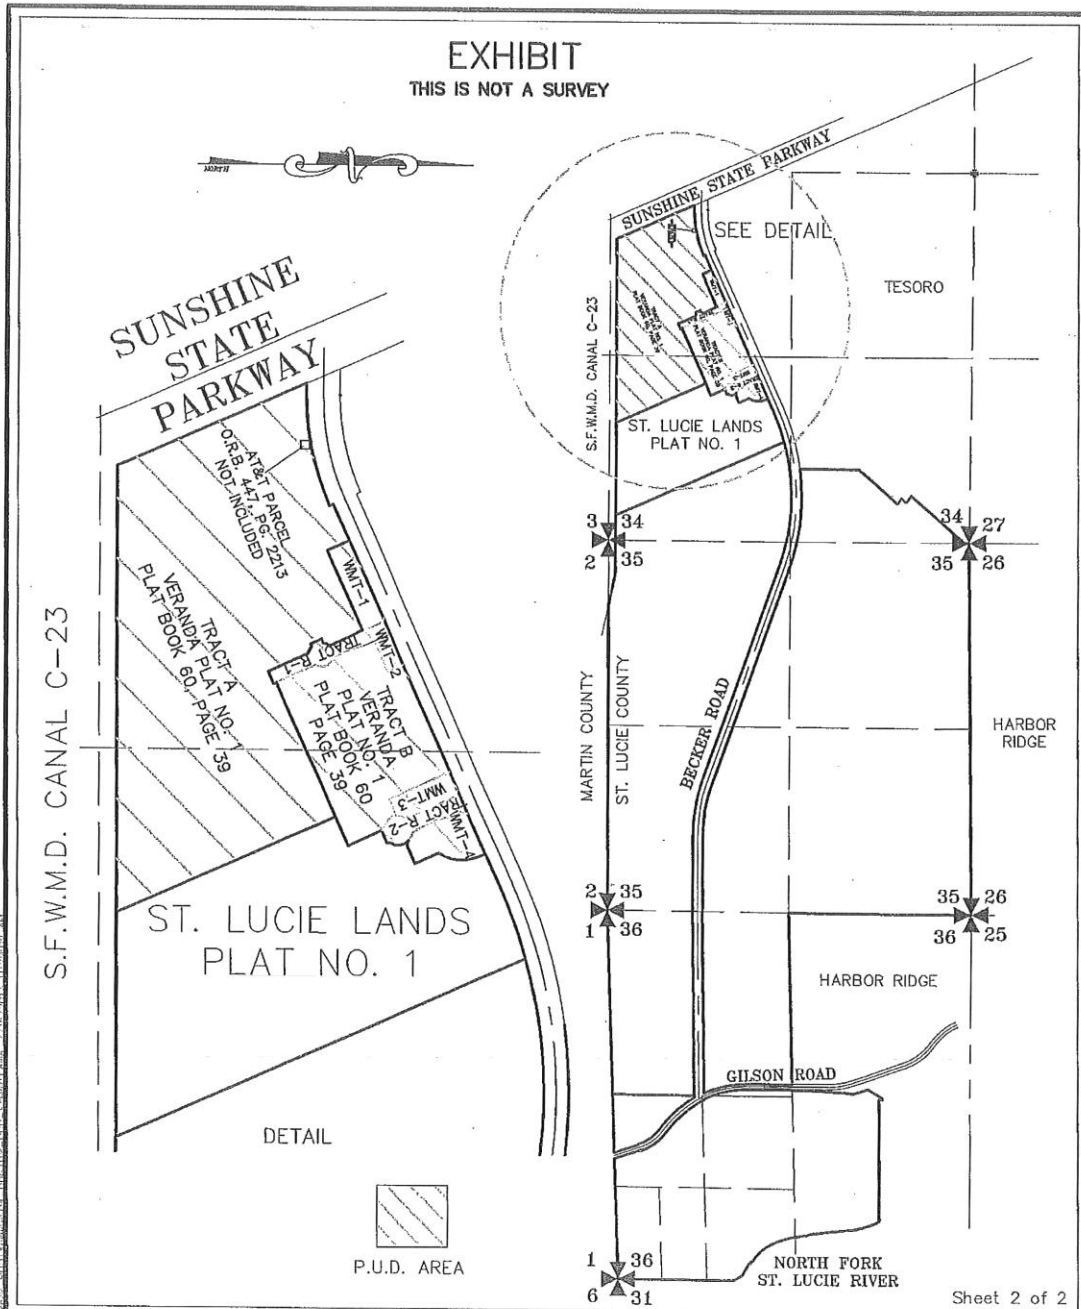 EXHIBIT
THIS IS NOT A SURVEY
NORTH
SUNSHINE STATE PARKWAY
SEE DETAIL
TESORO
S.F.W.M.D. CANAL C-23
ST. LUCIE LANDS
PLAT NO. 1
3 34
2 35
34 27
35 26
MARTIN COUNTY
ST. LUCIE COUNTY
BECKER ROAD
HARBOR
RIDGE
2 35
1 36
35 26
36 25
HARBOR RIDGE
GILSON ROAD
1 36
6 31
NORTH FORK
ST. LUCIE RIVER
SUNSHINE
STATE
PARKWAY
AT&T PARCEL
O.R.B. 447, PG. 2213
NOT INCLUDED
TRACT A
VERANDA PLAT NO. 1
PLAT BOOK 60, PAGE 39
WMT-1
WMT-2
TRACT R-1
TRACT B
VERANDA
PLAT NO. 1
PLAT BOOK 60
PAGE 39
WMT-3
TRACT R-2
WMT-4
S.F.W.M.D. CANAL C-23
ST. LUCIE LANDS
PLAT NO. 1
DETAIL
P.U.D. AREA
Sheet 2 of 2